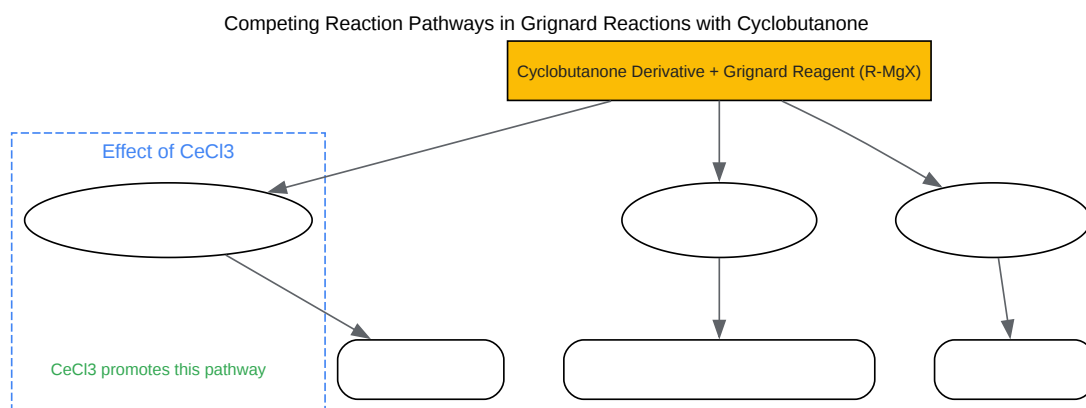 Competing Reaction Pathways in Grignard Reactions with Cyclobutanone
Cyclobutanone Derivative + Grignard Reagent (R-MgX)
Effect of CeCl3
CeCl3 promotes this pathway